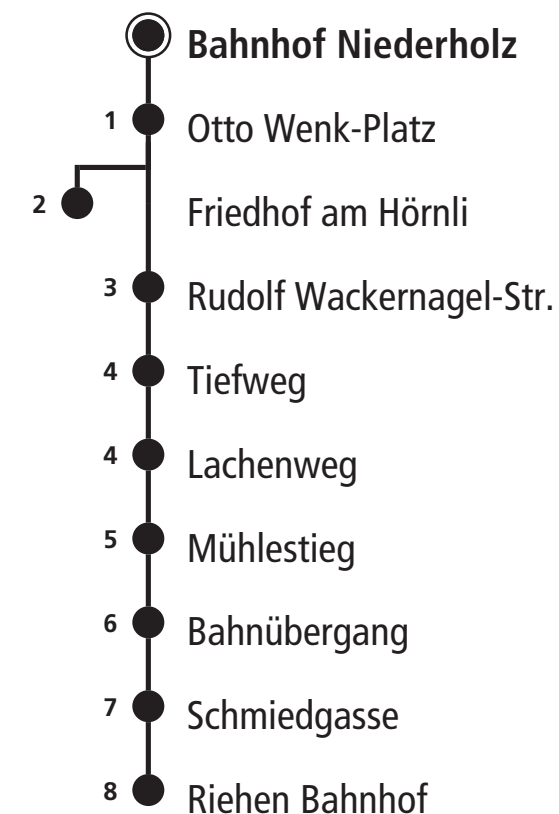 Bahnhof Niederholz
1 Otto Wenk-Platz
2 Friedhof am Hörnli
3 Rudolf Wackernagel-Str.
4 Tiefweg
4 Lachenweg
5 Mühlestieg
6 Bahnübergang
7 Schmiedgasse
8 Riehen Bahnhof